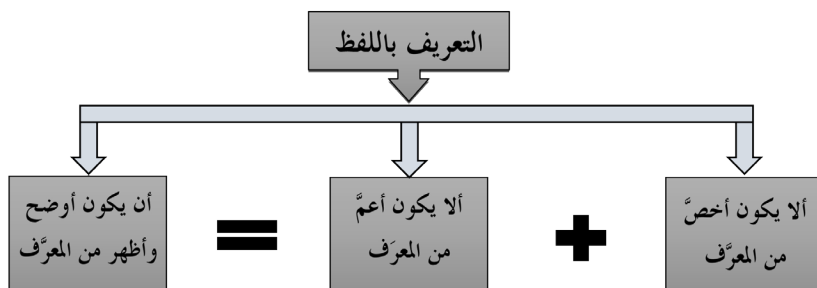 التعريف باللفظ
ألا يكون أخصَّ
من المعرَّف
+
ألا يكون أعمَّ
من المعرَف
=
أن يكون أوضح
وأظهر من المعرَّف